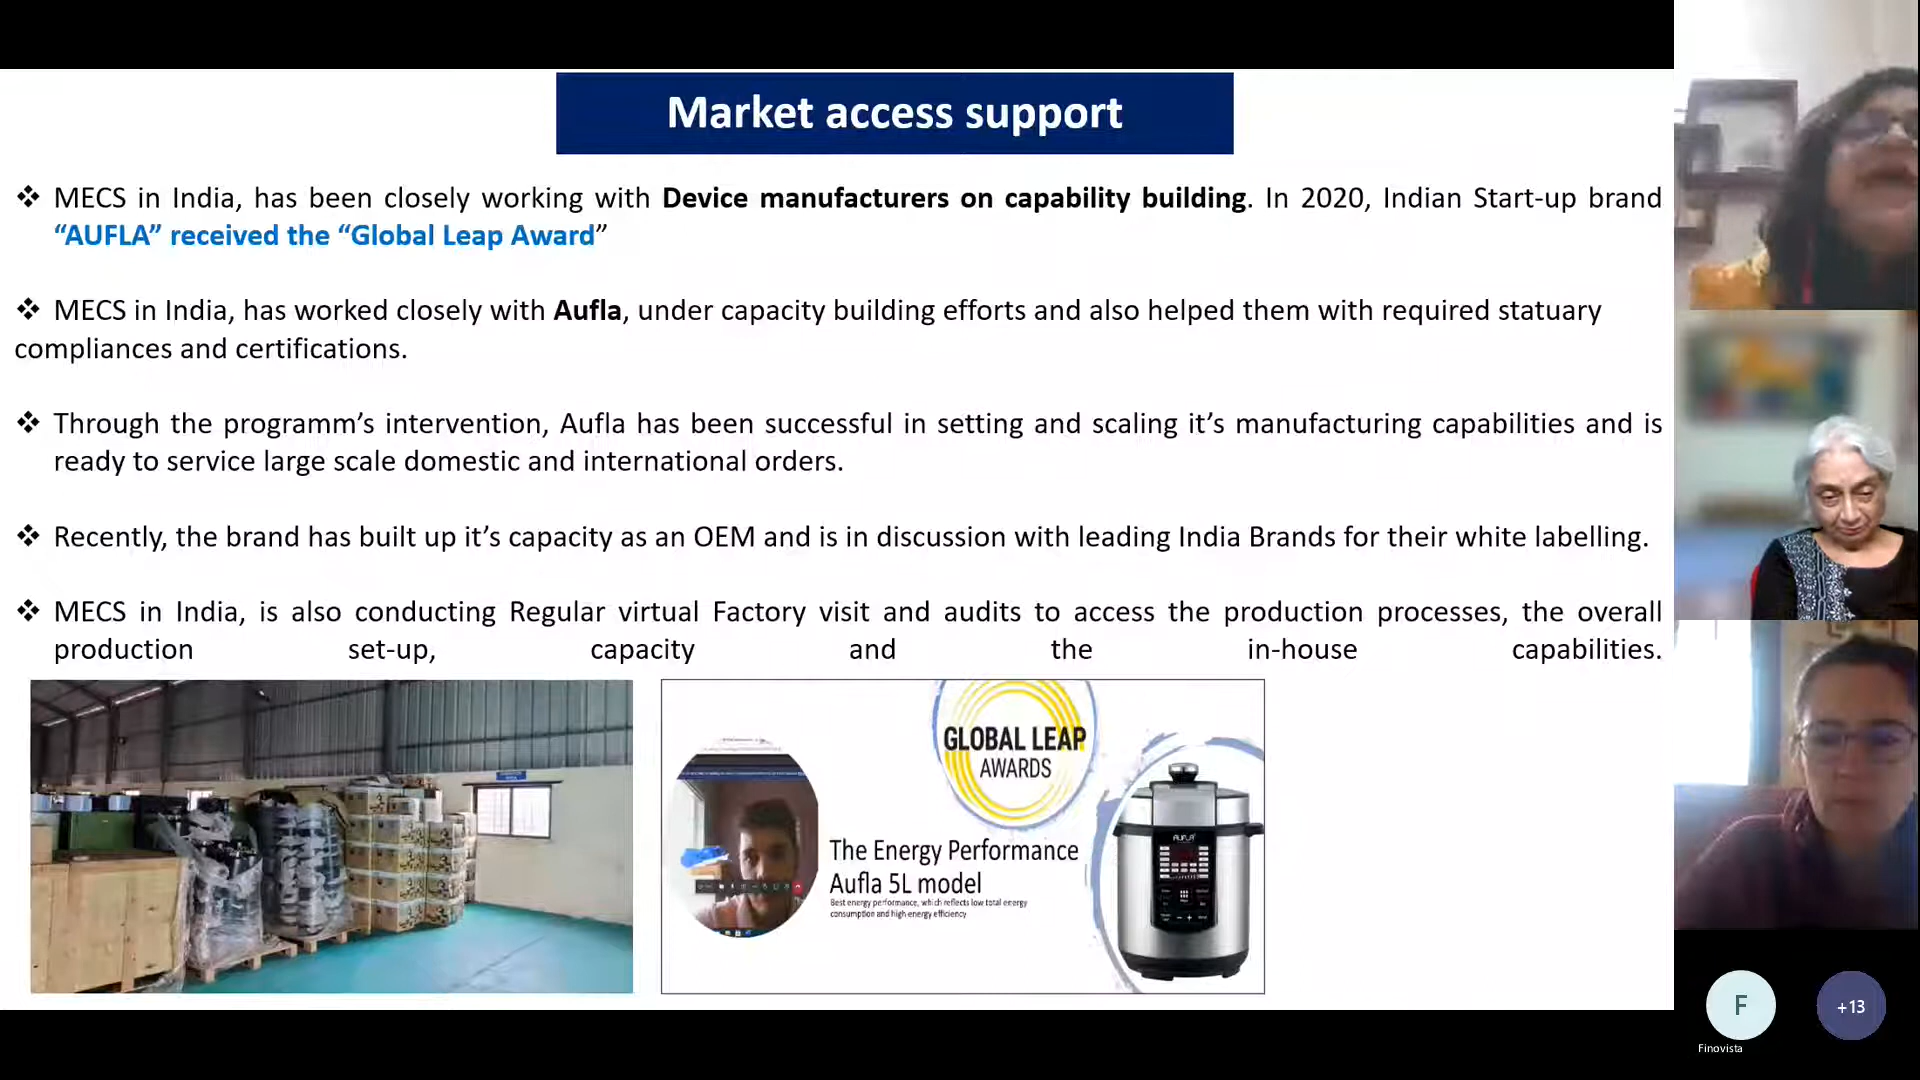 Market access support
❖ MECS in India, has been closely working with Device manufacturers on capability building. In 2020, Indian Start-up brand
“AUFLA” received the “Global Leap Award”
❖ MECS in India, has worked closely with Aufla, under capacity building efforts and also helped them with required statuary
compliances and certifications.
❖ Through the programm’s intervention, Aufla has been successful in setting and scaling it’s manufacturing capabilities and is
ready to service large scale domestic and international orders.
❖ Recently, the brand has built up it’s capacity as an OEM and is in discussion with leading India Brands for their white labelling.
❖ MECS in India, is also conducting Regular virtual Factory visit and audits to access the production processes, the overall
production set-up, capacity and the in-house capabilities.
GLOBAL LEAP
AWARDS
The Energy Performance
Aufla 5L model
Best energy performance, which reflects low total energy
consumption and high energy efficiency
AUFLA
F
+13
Finovista